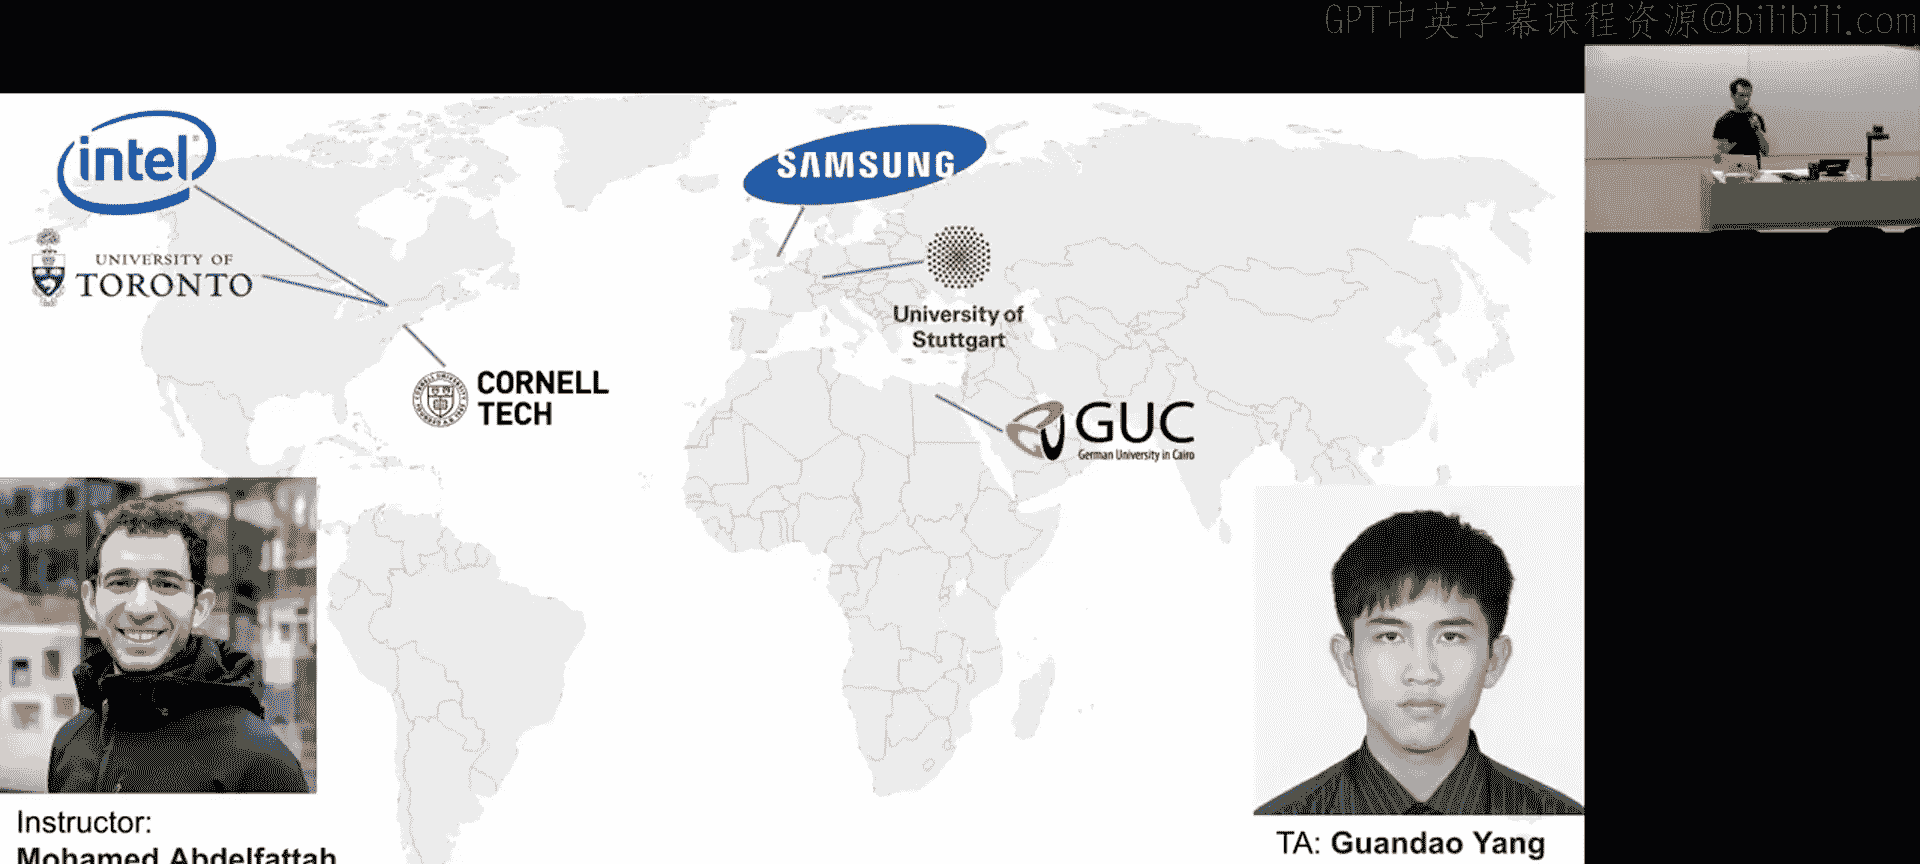 GPT中英字幕课程资源@bilibili.com
intel
SAMSUNG
UNIVERSITY OF
TORONTO
University of
Stuttgart
CORNELL
TECH
GUC
German University in Cairo
Instructor:
Mohamed Abdelfattah
TA: Guandao Yang